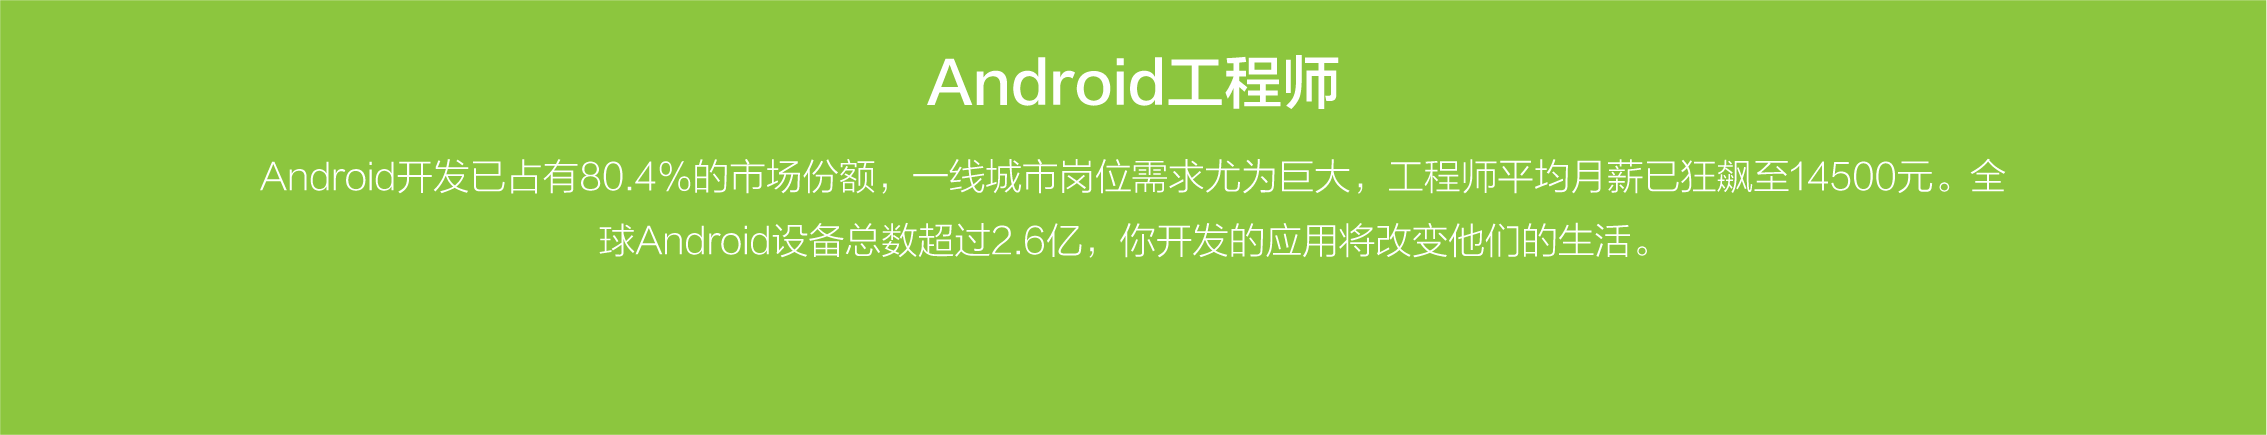 Android工程师
Android开发已占有80.4%的市场份额，一线城市岗位需求尤为巨大，工程师平均月薪已狂飙至14500元。全
球Android设备总数超过2.6亿，你开发的应用将改变他们的生活。